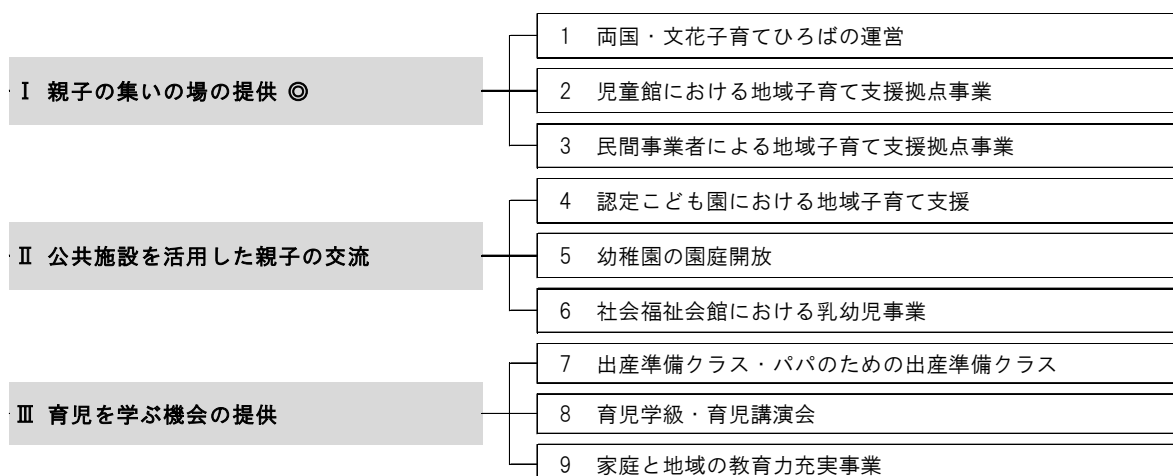 Ⅰ 親子の集いの場の提供 ◎
1 両国・文花子育てひろばの運営
2 児童館における地域子育て支援拠点事業
3 民間事業者による地域子育て支援拠点事業
Ⅱ 公共施設を活用した親子の交流
4 認定こども園における地域子育て支援
5 幼稚園の園庭開放
6 社会福祉会館における乳幼児事業
Ⅲ 育児を学ぶ機会の提供
7 出産準備クラス・パパのための出産準備クラス
8 育児学級・育児講演会
9 家庭と地域の教育力充実事業